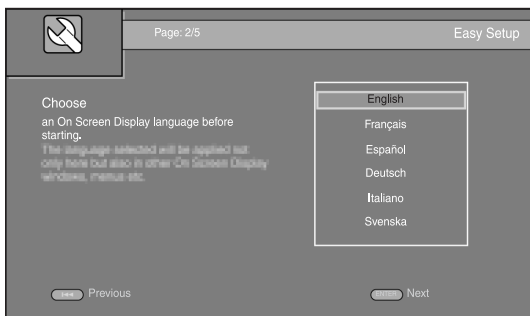 Page: 2/5
Easy Setup
Choose
an On Screen Display language before
starting.
The language selected will be applied not
only here but also in other On Screen Display
windows, menus etc.
English
Français
Español
Deutsch
Italiano
Svenska
Previous
ENTER Next